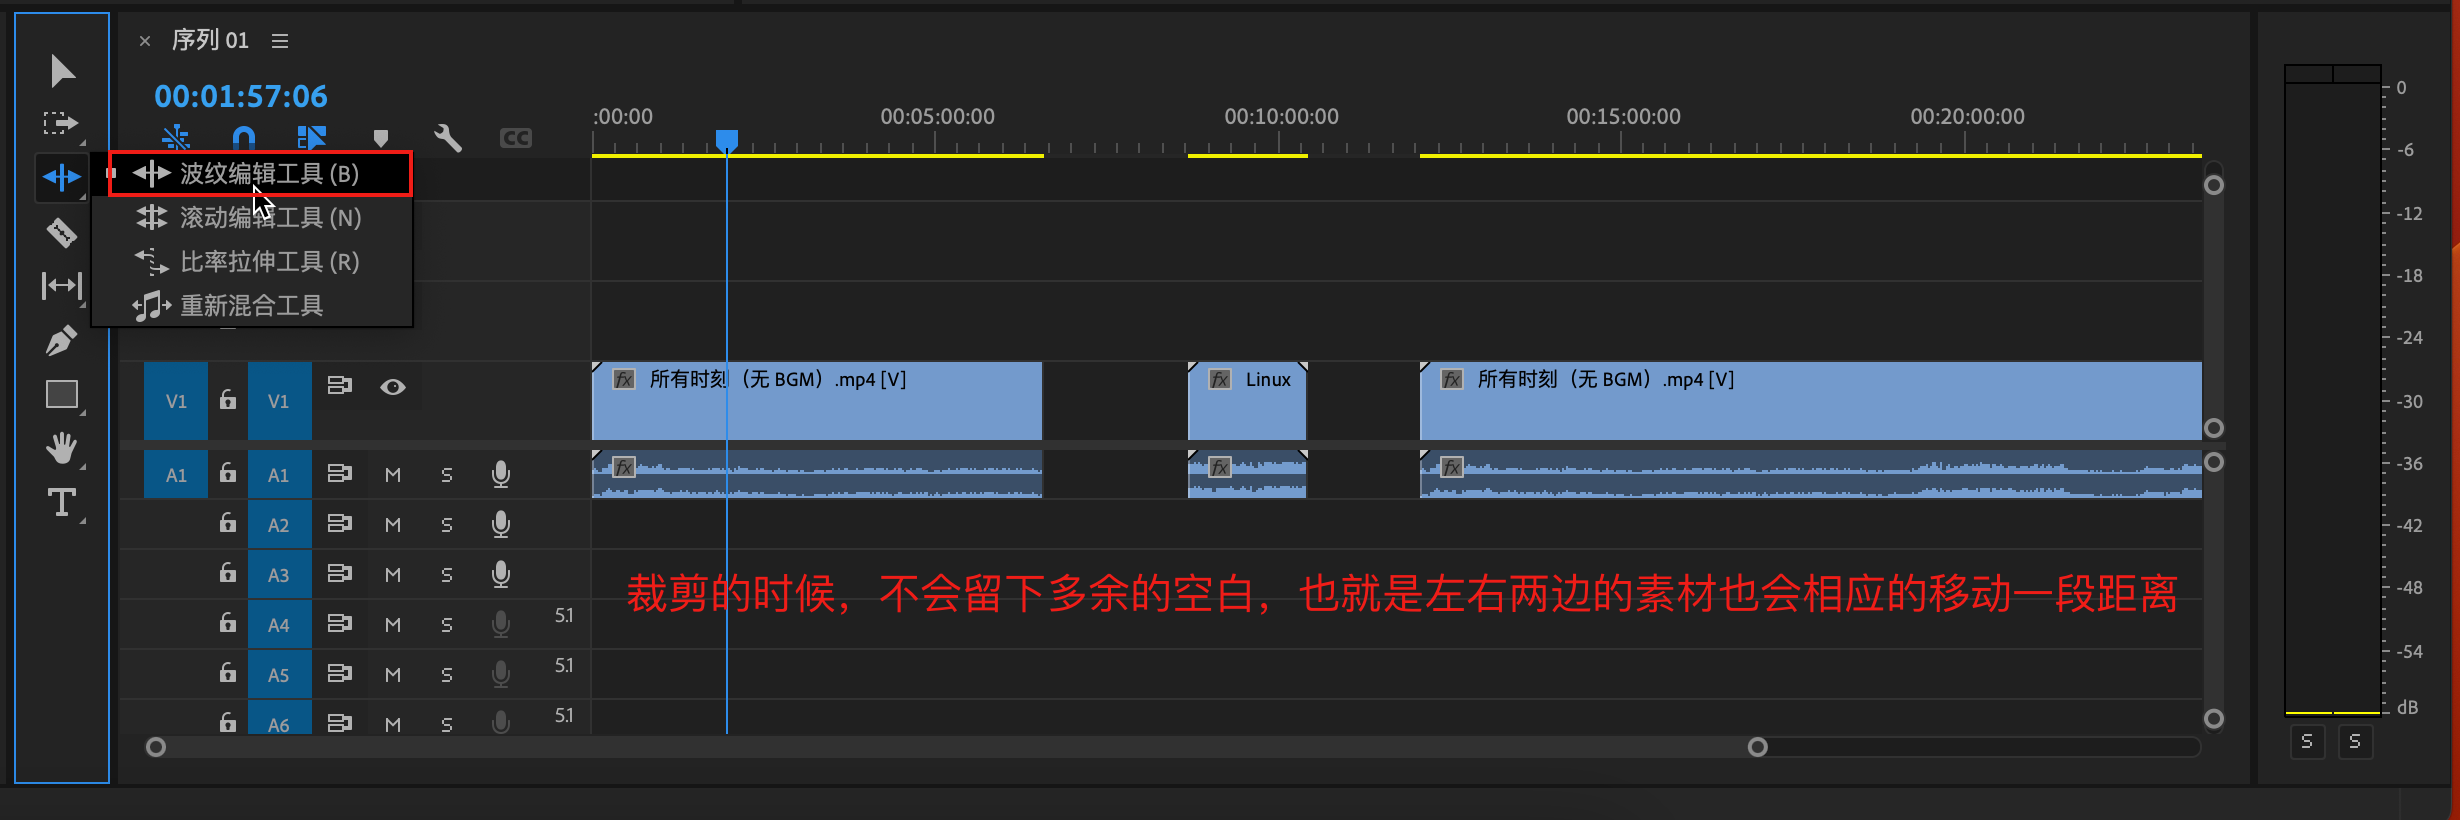 × 序列 01
00:01:57:06
:00:00 00:05:00:00 00:10:00:00 00:15:00:00 00:20:00:00
CC
波纹编辑工具 (B)
滚动编辑工具 (N)
比率拉伸工具 (R)
重新混合工具
V1 V1 fx 所有时刻（无 BGM）.mp4 [V] fx Linux fx 所有时刻（无 BGM）.mp4 [V]
A1 A1 M S fx fx fx
A2 M S
A3 M S
裁剪的时候，不会留下多余的空白，也就是左右两边的素材也会相应的移动一段距离
A4 M S 5.1
A5 M S 5.1
A6 M S 5.1
T
0
-6
-12
-18
-24
-30
-36
-42
-48
-54
dB
S S